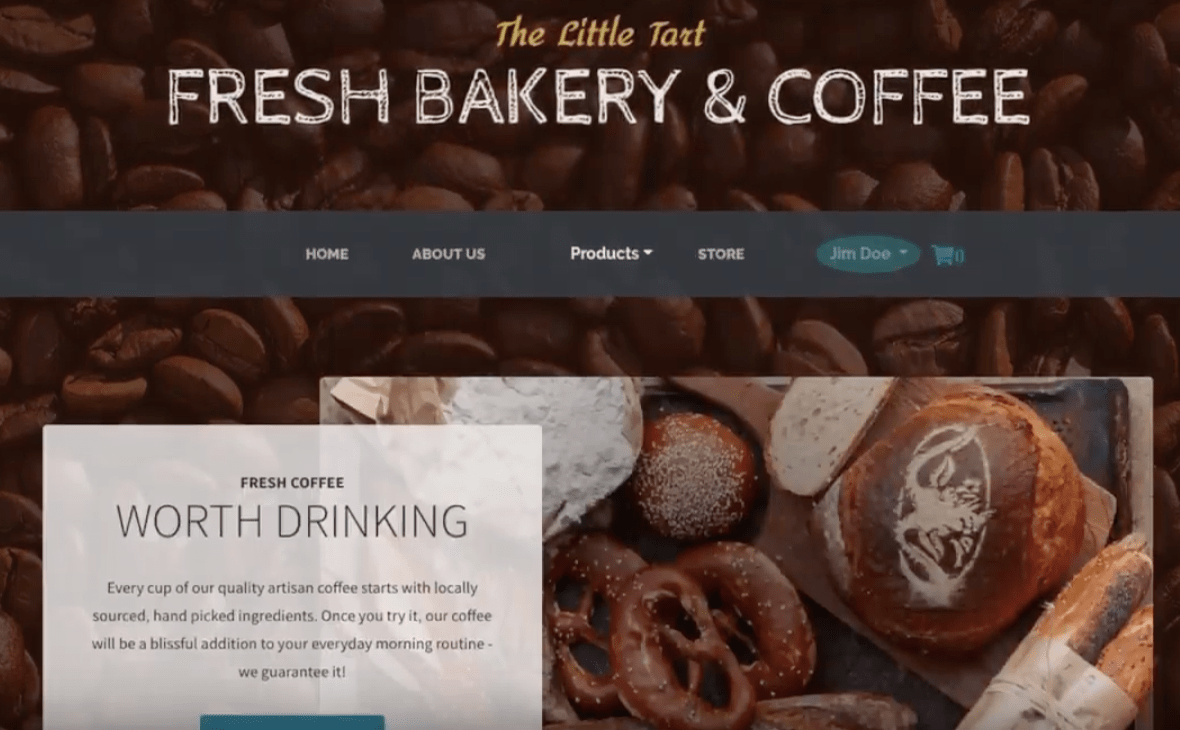 The Little Tart
FRESH BAKERY & COFFEE
HOME ABOUT US Products STORE Jim Doe 0
FRESH COFFEE
WORTH DRINKING
Every cup of our quality artisan coffee starts with locally
sourced, hand picked ingredients. Once you try it, our coffee
will be a blissful addition to your everyday morning routine -
we guarantee it!